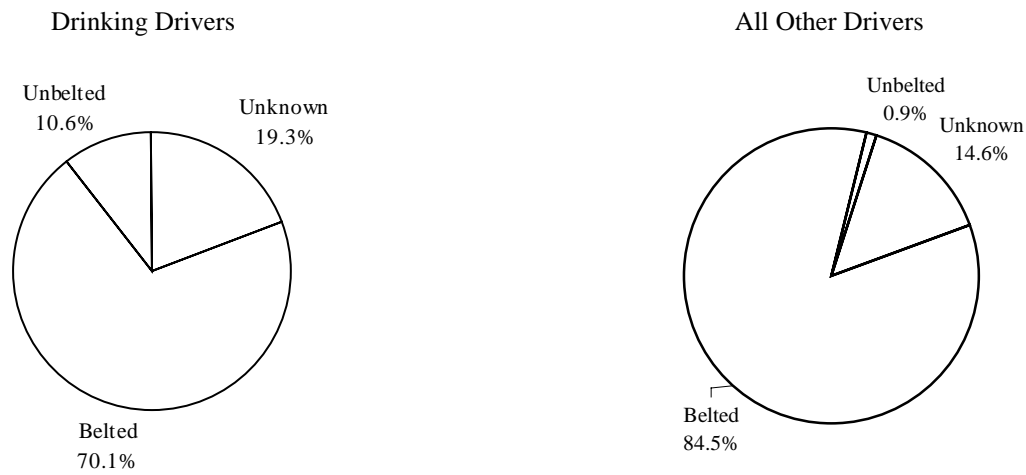 Drinking Drivers
Unbelted
10.6%
Unknown
19.3%
Belted
70.1%
All Other Drivers
Unbelted
0.9%
Unknown
14.6%
Belted
84.5%